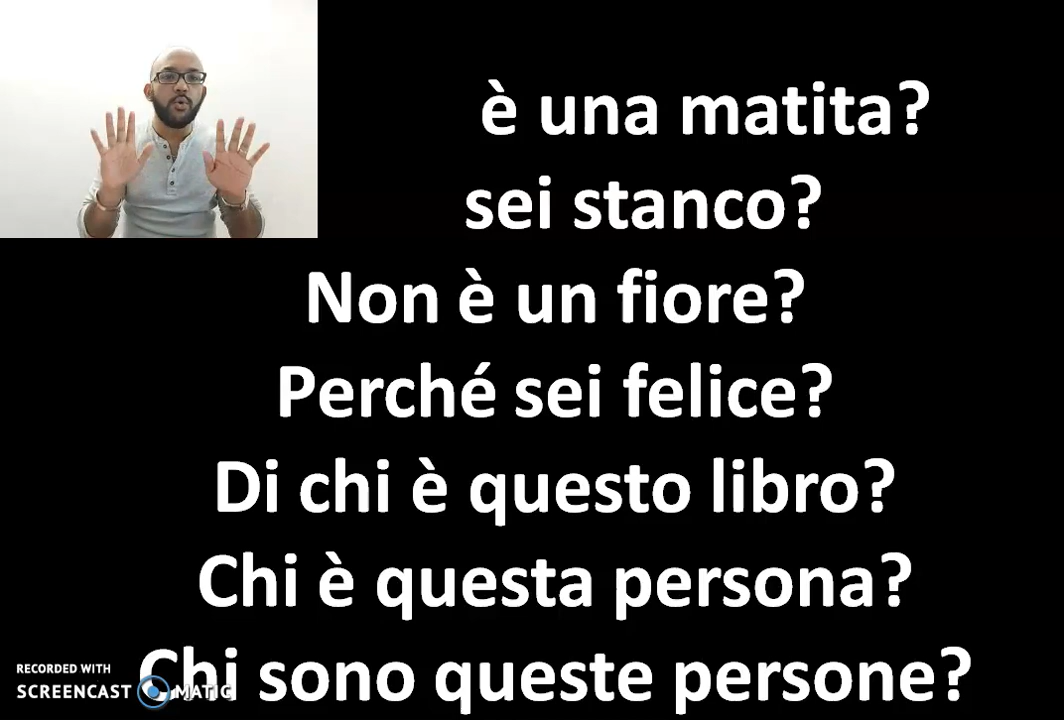 è una matita?
sei stanco?
Non è un fiore?
Perché sei felice?
Di chi è questo libro?
Chi è questa persona?
Chi sono queste persone?
RECORDED WITH
SCREENCAST MATIC